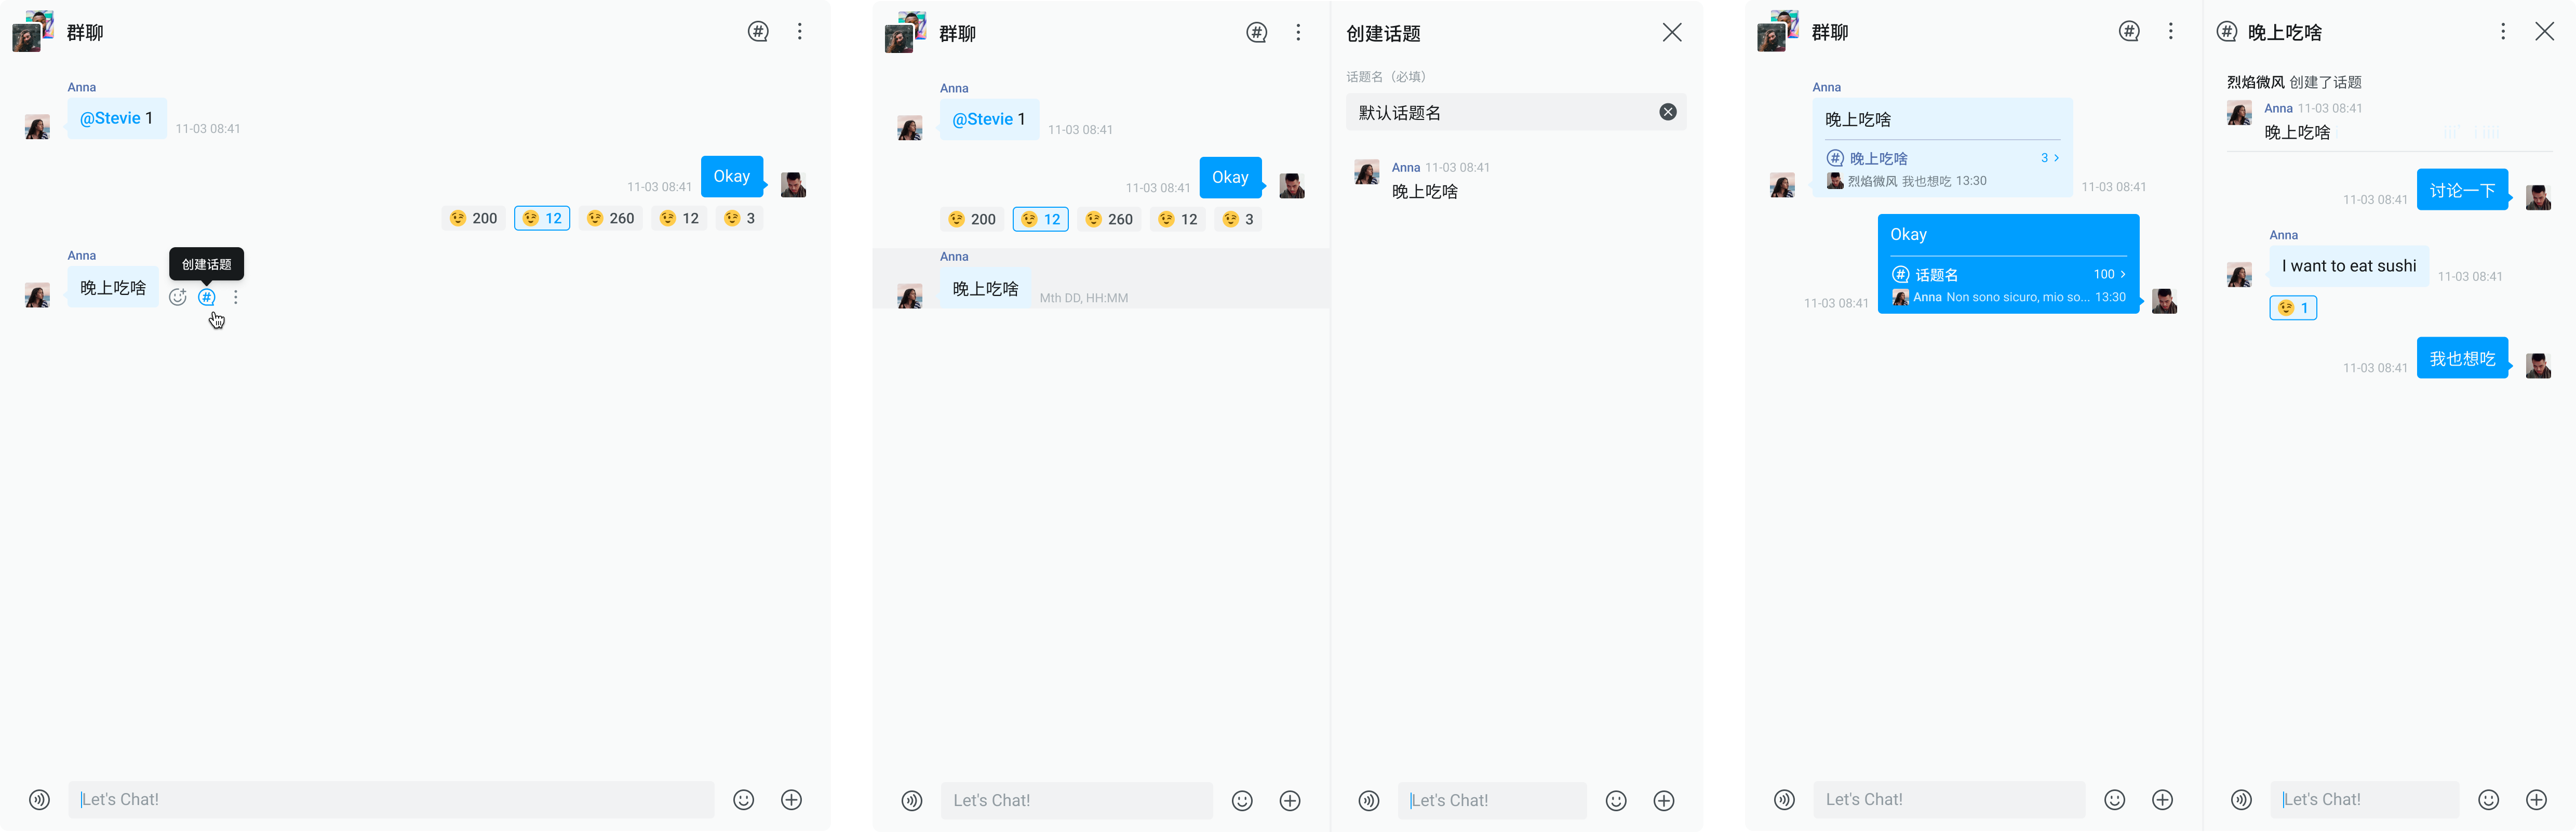 群聊
Anna
@Stevie 1
11-03 08:41
Okay
11-03 08:41
200
12
260
12
3
Anna
晚上吃啥
创建话题
Let's Chat!
群聊
Anna
@Stevie 1
11-03 08:41
Okay
11-03 08:41
200
12
260
12
3
Anna
晚上吃啥
Mth DD, HH:MM
Let's Chat!
创建话题
话题名（必填）
默认话题名
Anna 11-03 08:41
晚上吃啥
Let's Chat!
群聊
Anna
晚上吃啥
晚上吃啥 3
烈焰微风 我也想吃 13:30
11-03 08:41
Okay
话题名 100
Anna Non sono sicuro, mio so... 13:30
11-03 08:41
Let's Chat!
晚上吃啥
烈焰微风 创建了话题
Anna 11-03 08:41
晚上吃啥
讨论一下
11-03 08:41
Anna
I want to eat sushi
11-03 08:41
1
我也想吃
11-03 08:41
Let's Chat!